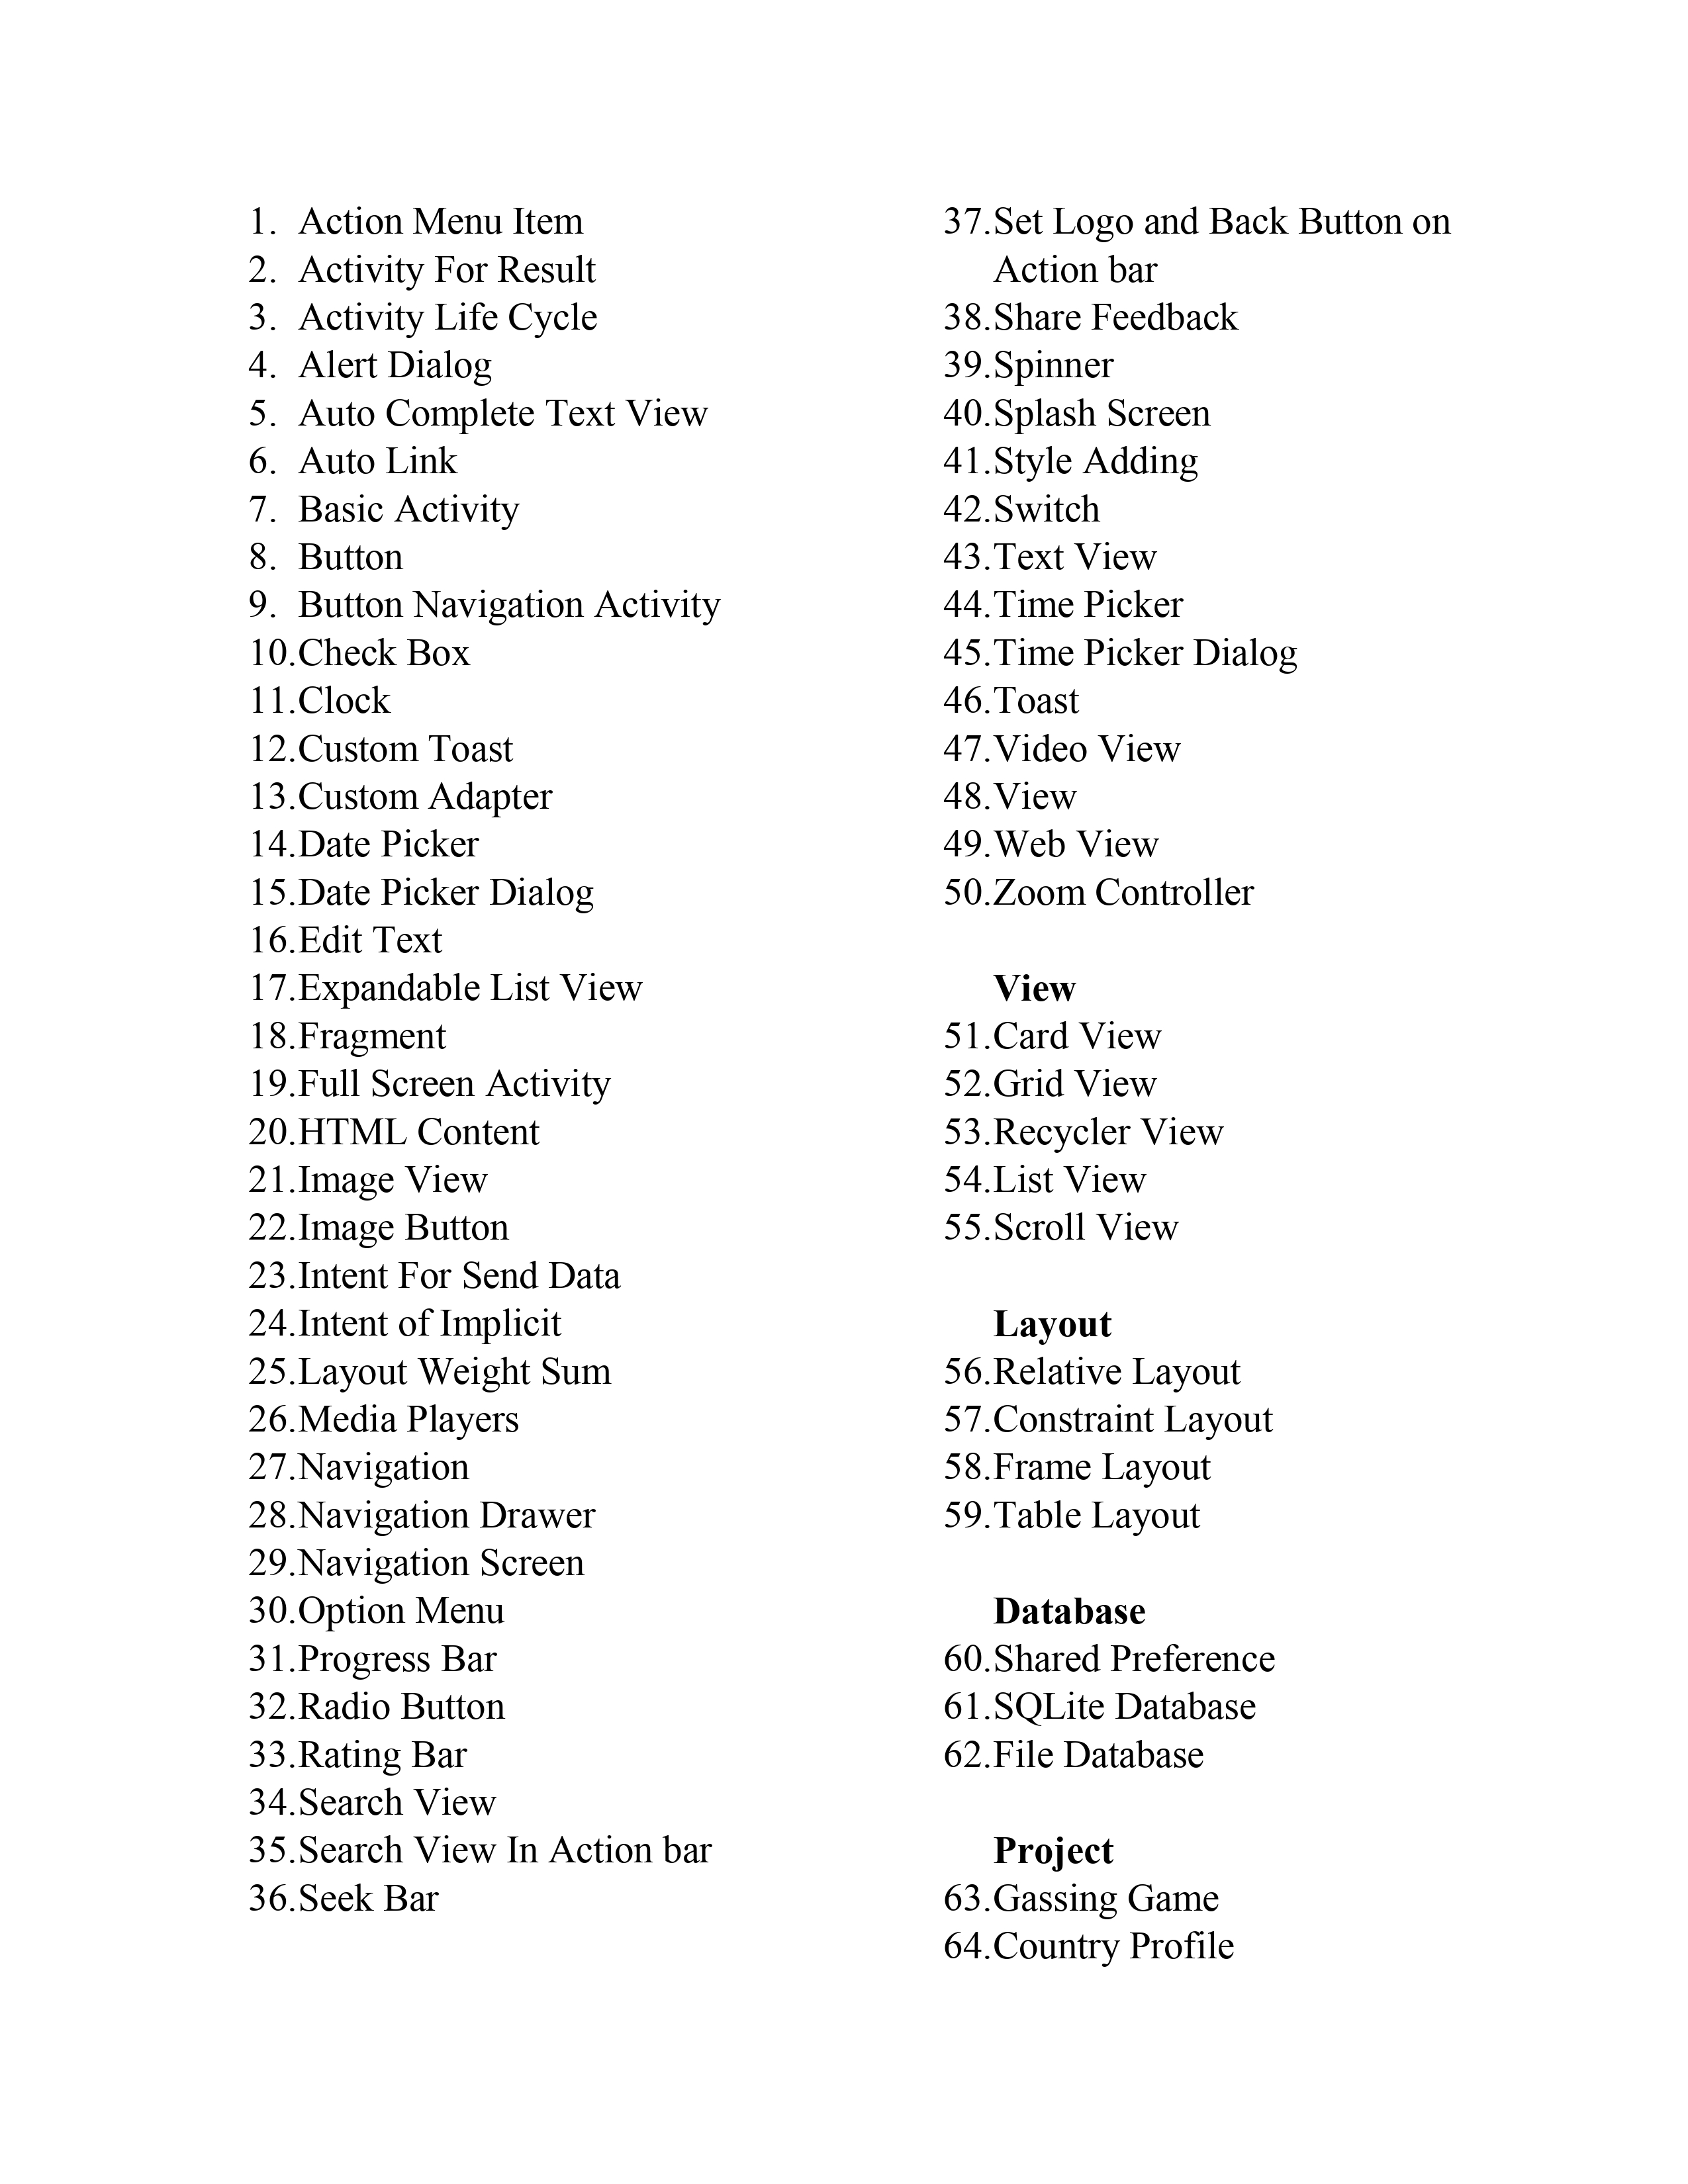 1. Action Menu Item
2. Activity For Result
3. Activity Life Cycle
4. Alert Dialog
5. Auto Complete Text View
6. Auto Link
7. Basic Activity
8. Button
9. Button Navigation Activity
10.Check Box
11.Clock
12.Custom Toast
13.Custom Adapter
14.Date Picker
15.Date Picker Dialog
16.Edit Text
17.Expandable List View
18.Fragment
19.Full Screen Activity
20.HTML Content
21.Image View
22.Image Button
23.Intent For Send Data
24.Intent of Implicit
25.Layout Weight Sum
26.Media Players
27.Navigation
28.Navigation Drawer
29.Navigation Screen
30.Option Menu
31.Progress Bar
32.Radio Button
33.Rating Bar
34.Search View
35.Search View In Action bar
36.Seek Bar
37.Set Logo and Back Button on
Action bar
38.Share Feedback
39.Spinner
40.Splash Screen
41.Style Adding
42.Switch
43.Text View
44.Time Picker
45.Time Picker Dialog
46.Toast
47.Video View
48.View
49.Web View
50.Zoom Controller
View
51.Card View
52.Grid View
53.Recycler View
54.List View
55.Scroll View
Layout
56.Relative Layout
57.Constraint Layout
58.Frame Layout
59.Table Layout
Database
60.Shared Preference
61.SQLite Database
62.File Database
Project
63.Gassing Game
64.Country Profile